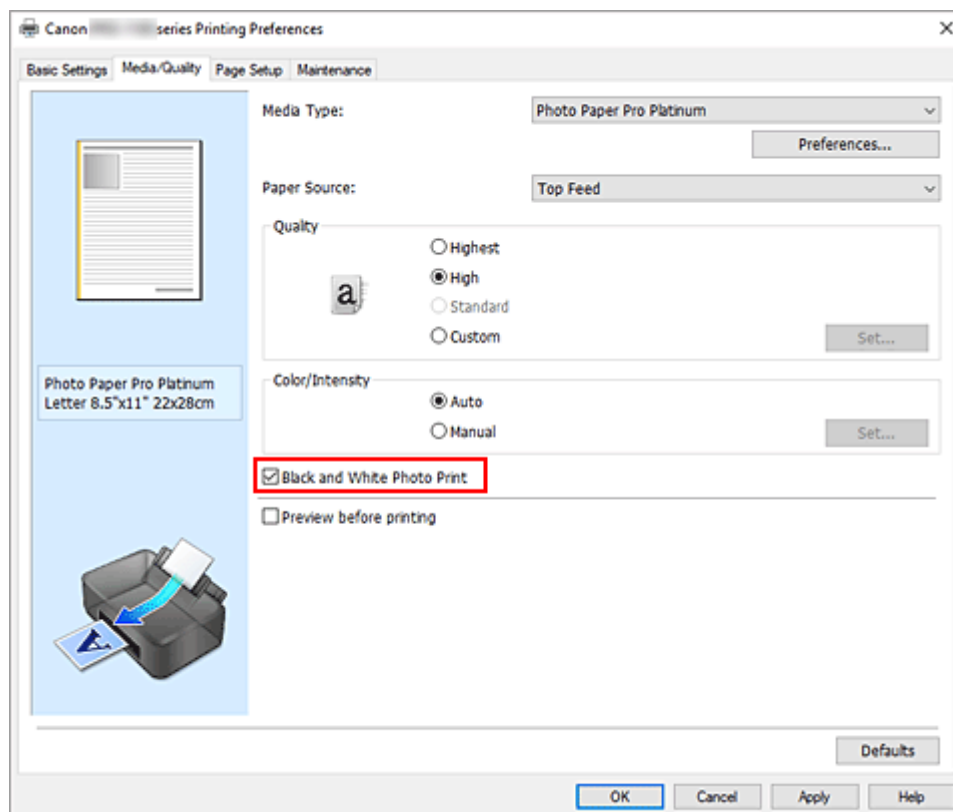 Canon series Printing Preferences
Basic Settings Media/Quality Page Setup Maintenance
Media Type: Photo Paper Pro Platinum
Preferences...
Paper Source: Top Feed
Quality
Highest
a High
Standard
Custom Set...
Photo Paper Pro Platinum
Letter 8.5"x11" 22x28cm
Color/Intensity
Auto
Manual Set...
Black and White Photo Print
Preview before printing
A
Defaults
OK Cancel Apply Help